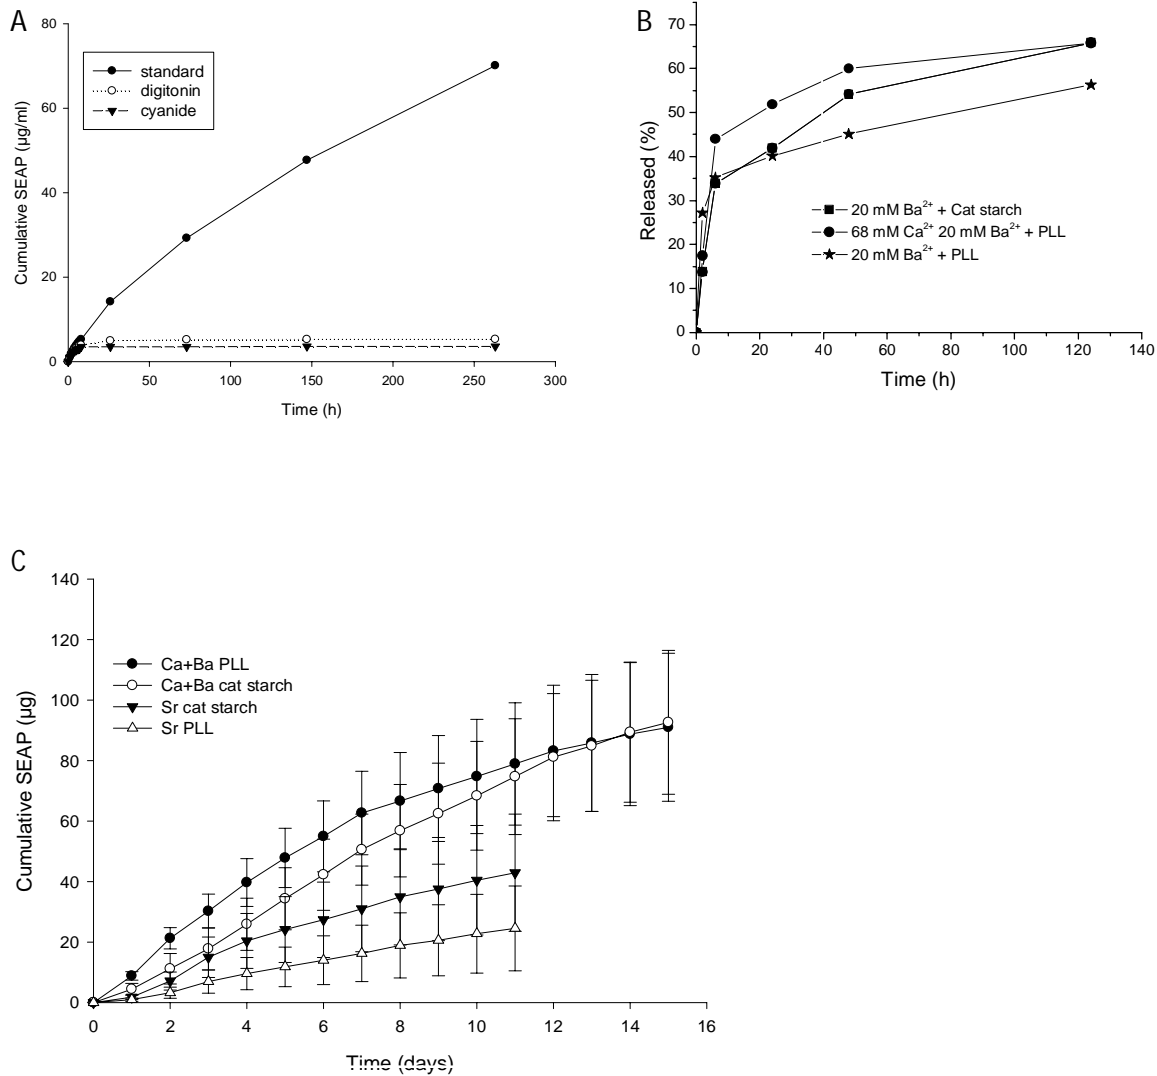 A
Cumulative SEAP (µg/ml)
80
60
40
20
0
standard
digitonin
cyanide
0 50 100 150 200 250 300
Time (h)
B
Released (%)
70
60
50
40
30
20
10
0
20 mM Ba²⁺ + Cat starch
68 mM Ca²⁺ 20 mM Ba²⁺ + PLL
20 mM Ba²⁺ + PLL
0 20 40 60 80 100 120 140
Time (h)
C
Cumulative SEAP (µg)
140
120
100
80
60
40
20
0
Ca+Ba PLL
Ca+Ba cat starch
Sr cat starch
Sr PLL
0 2 4 6 8 10 12 14 16
Time (days)